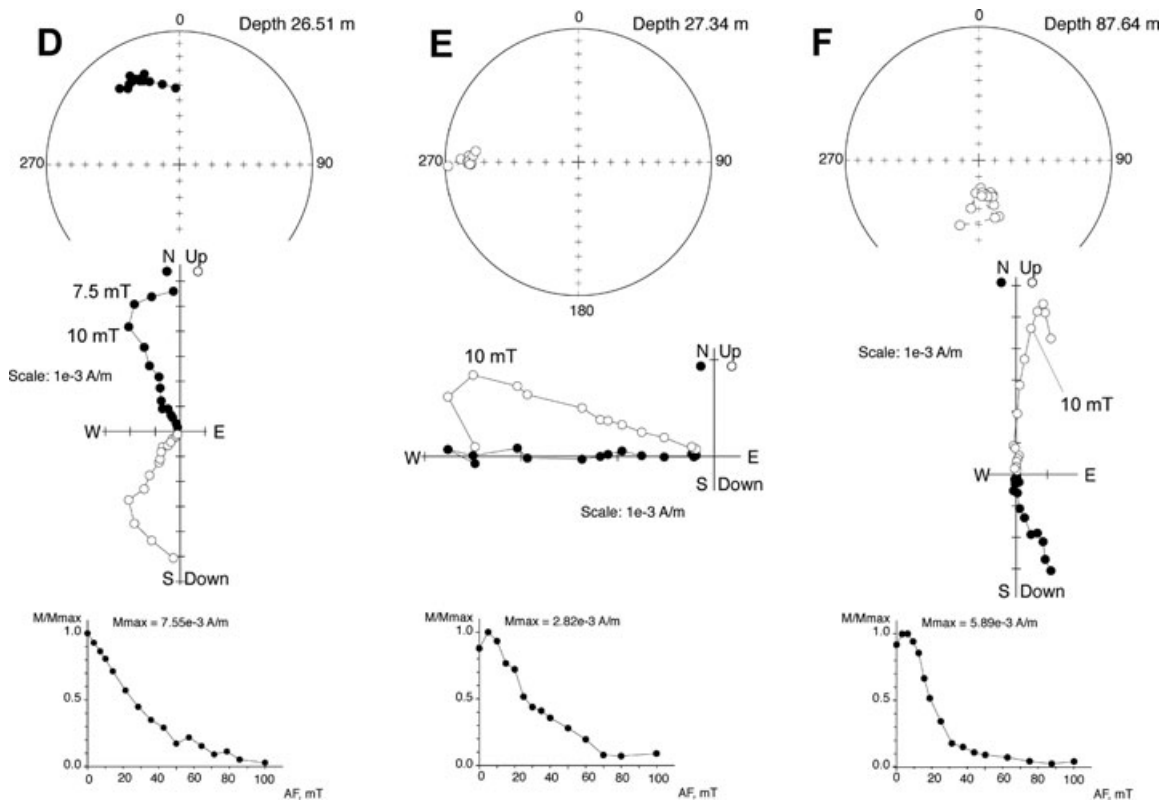 D
0
Depth 26.51 m
270
90
N Up
7.5 mT
10 mT
Scale: 1e-3 A/m
W
E
S Down
M/Mmax
Mmax = 7.55e-3 A/m
1.0
0.5
0.0
0 20 40 60 80 100
AF, mT
E
0
Depth 27.34 m
270
90
180
10 mT
N Up
W
E
S Down
Scale: 1e-3 A/m
M/Mmax
Mmax = 2.82e-3 A/m
1.0
0.5
0.0
0 20 40 60 80 100
AF, mT
F
0
Depth 87.64 m
270
90
N Up
Scale: 1e-3 A/m
10 mT
W
E
S Down
M/Mmax
Mmax = 5.89e-3 A/m
1.0
0.5
0.0
0 20 40 60 80 100
AF, mT